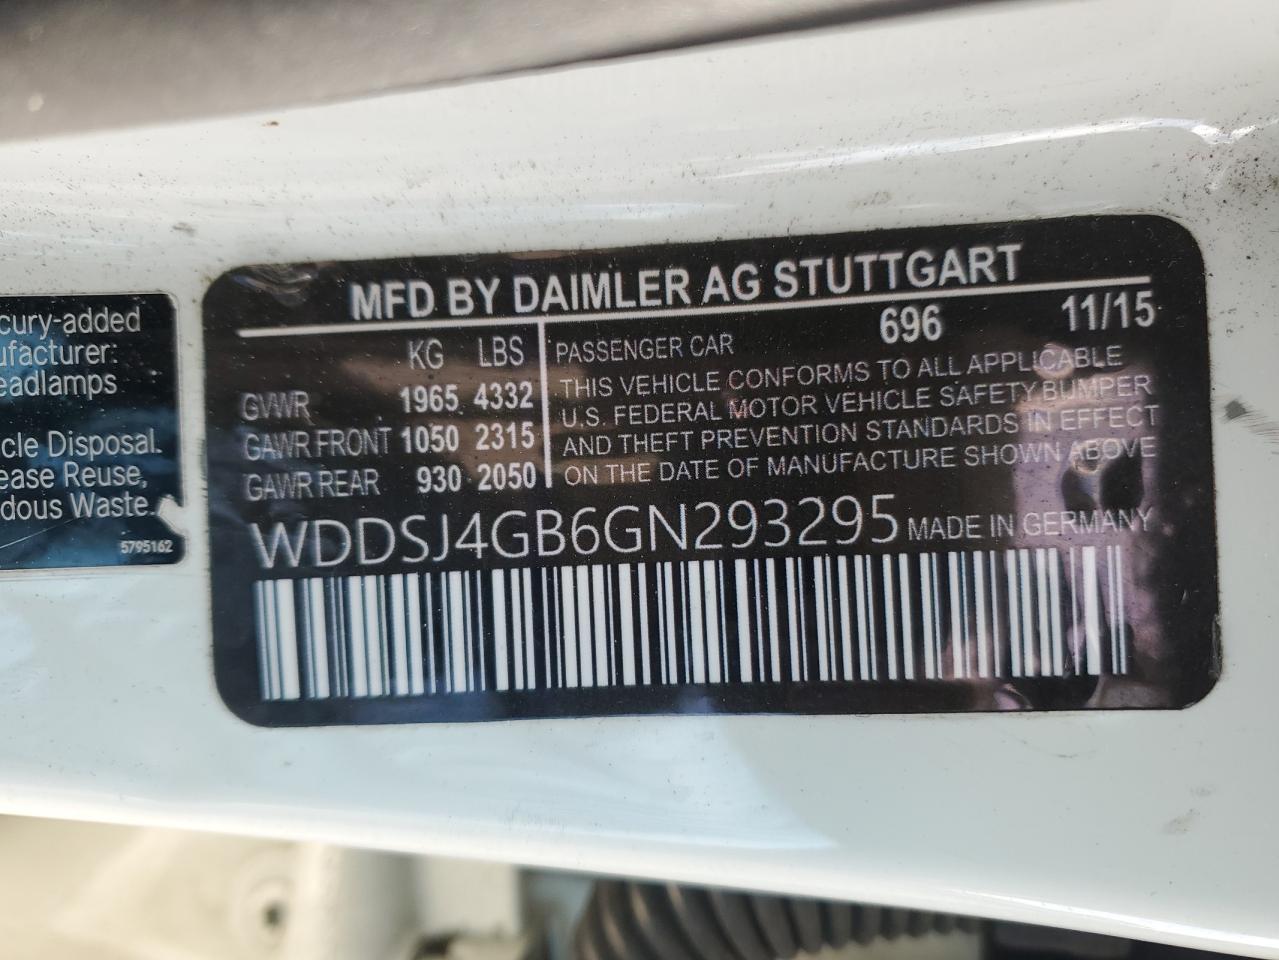 cury-added
ufacturer:
eadlamps
cle Disposal.
ease Reuse,
dous Waste.
5795162
MFD BY DAIMLER AG STUTTGART
KG LBS
GVWR 1965 4332
GAWR FRONT 1050 2315
GAWR REAR 930 2050
PASSENGER CAR 696 11/15
THIS VEHICLE CONFORMS TO ALL APPLICABLE
U.S. FEDERAL MOTOR VEHICLE SAFETY BUMPER
AND THEFT PREVENTION STANDARDS IN EFFECT
ON THE DATE OF MANUFACTURE SHOWN ABOVE
WDDSJ4GB6GN293295 MADE IN GERMANY